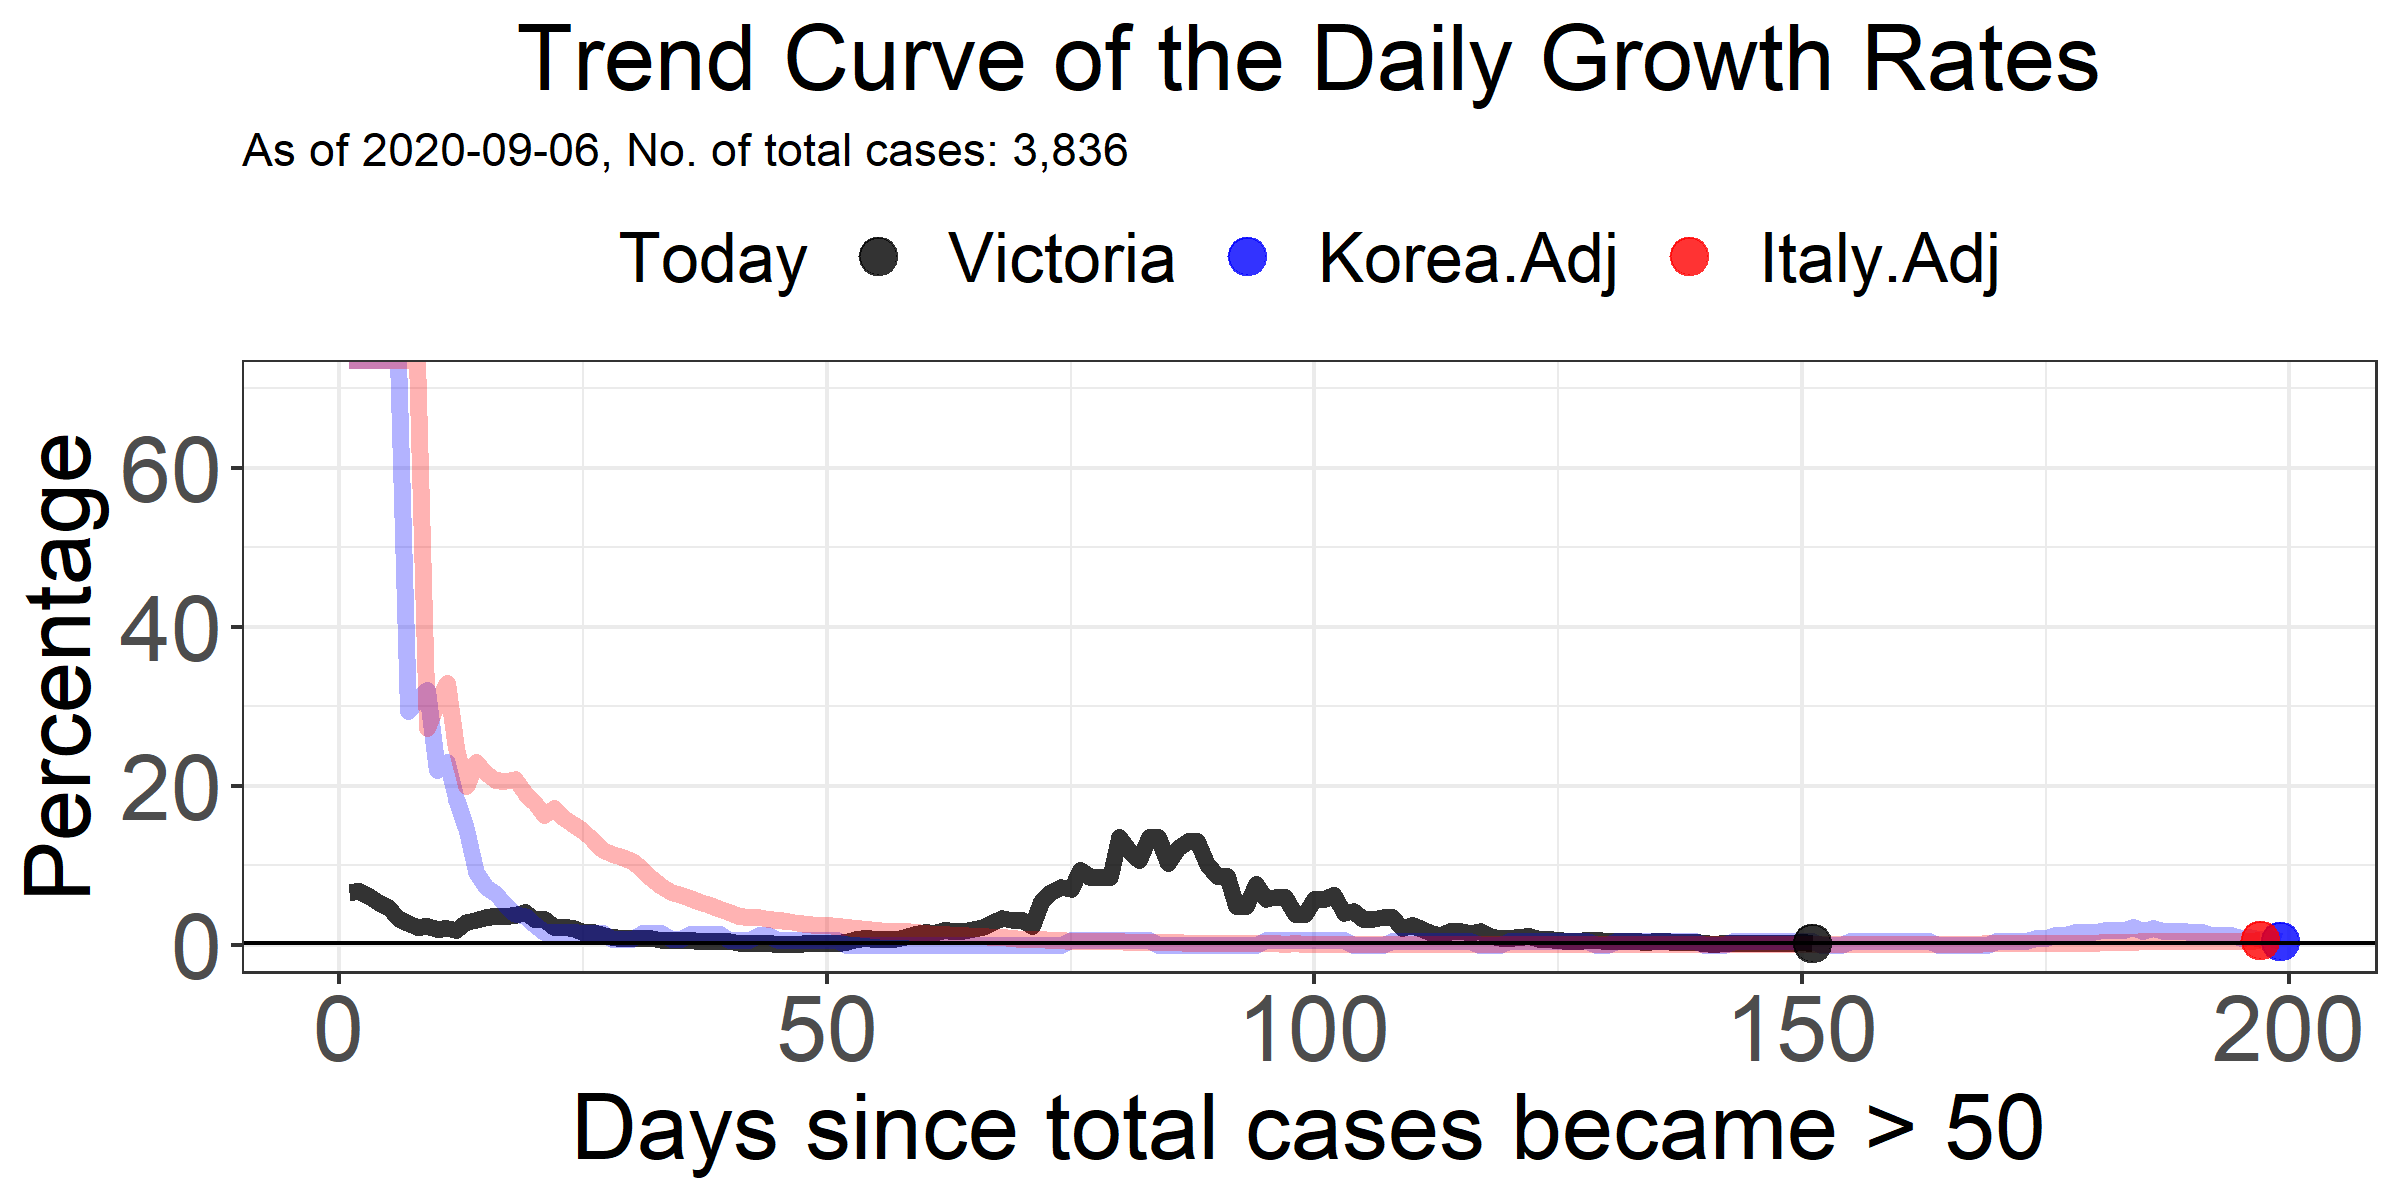 Trend Curve of the Daily Growth Rates
As of 2020-09-06, No. of total cases: 3,836
Today Victoria Korea.Adj Italy.Adj
Percentage
60
40
20
0
0 50 100 150 200
Days since total cases became > 50